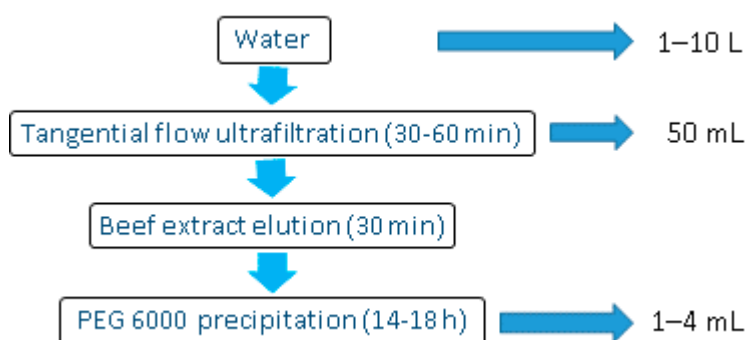 Water
1–10 L
Tangential flow ultrafiltration (30-60 min)
50 mL
Beef extract elution (30 min)
PEG 6000 precipitation (14-18 h)
1–4 mL